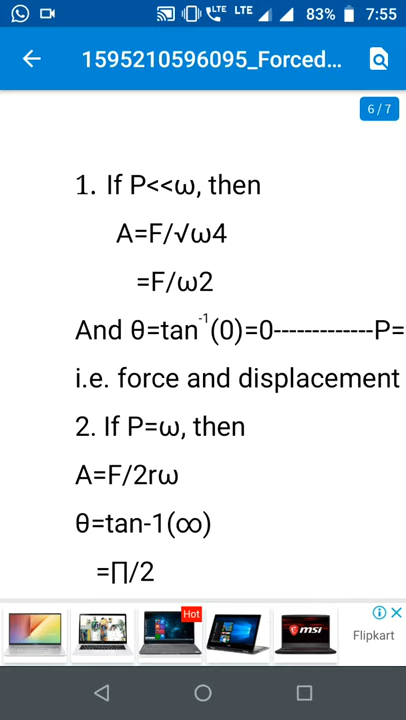 LTE LTE 83% 7:55
1595210596095_Forced...
6/7
1. If P<<ω, then
A=F/√ω4
=F/ω2
And θ=tan⁻¹(0)=0-------------P=
i.e. force and displacement
2. If P=ω, then
A=F/2rω
θ=tan-1(∞)
=∏/2
Hot
msi
Flipkart